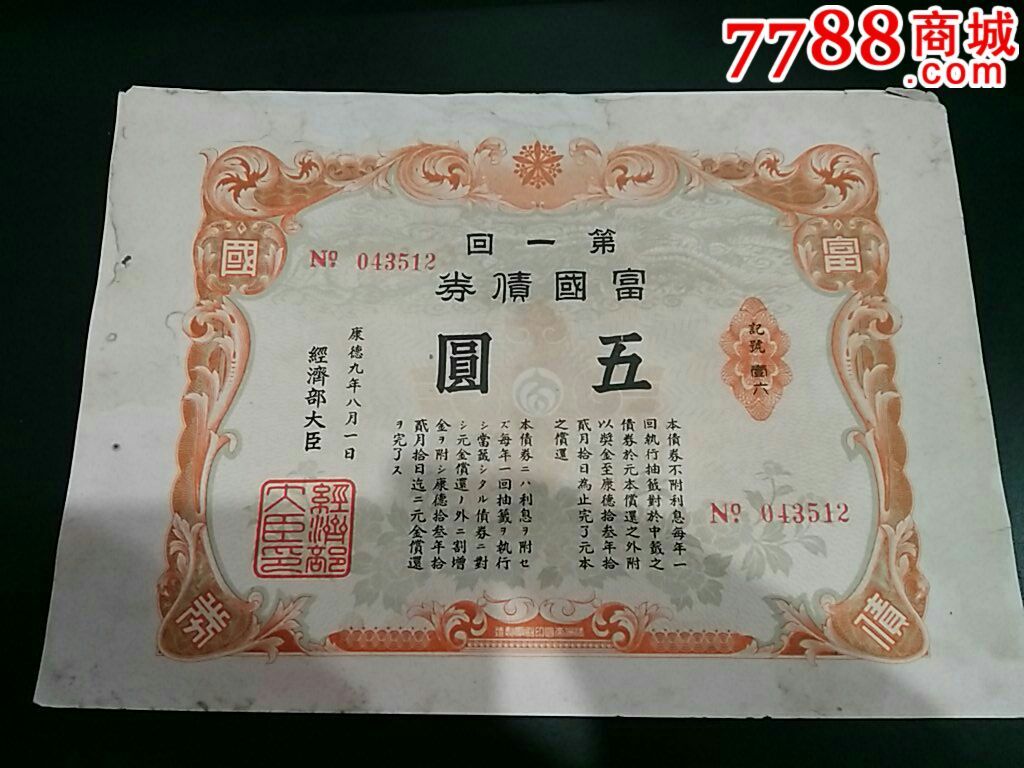 7788商城
.com
富
國
債
券
第一回
富國債券
五圓
№ 043512
記號 壹六
本債券不附利息每年一
回執行抽籤對於中籤之
債券於元本償還之外附
以奨金至康德拾叁年拾
貳月拾日為止完了元本
之償還
本債券ニハ利息ヲ附セ
ズ每年一回抽籤ヲ執行
シ當籤シタル債券ニ對
シ元金償還ノ外ニ割增
金ヲ附シ康德拾叁年拾
貳月拾日迄ニ元金償還
ヲ完了ス
康德九年八月一日
經濟部大臣
經濟部
大臣印
№ 043512